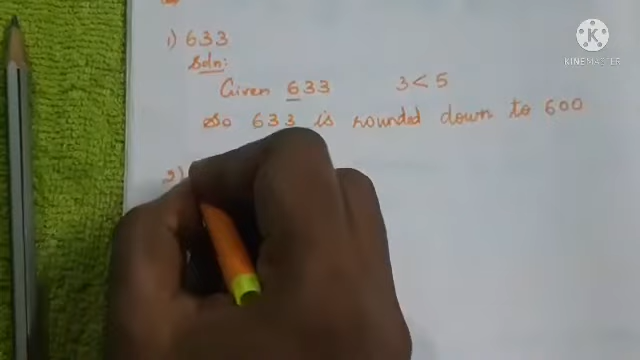 1) 633
Soln:
Given 633 3 < 5
So 633 is rounded down to 600
2)
KINEMASTER